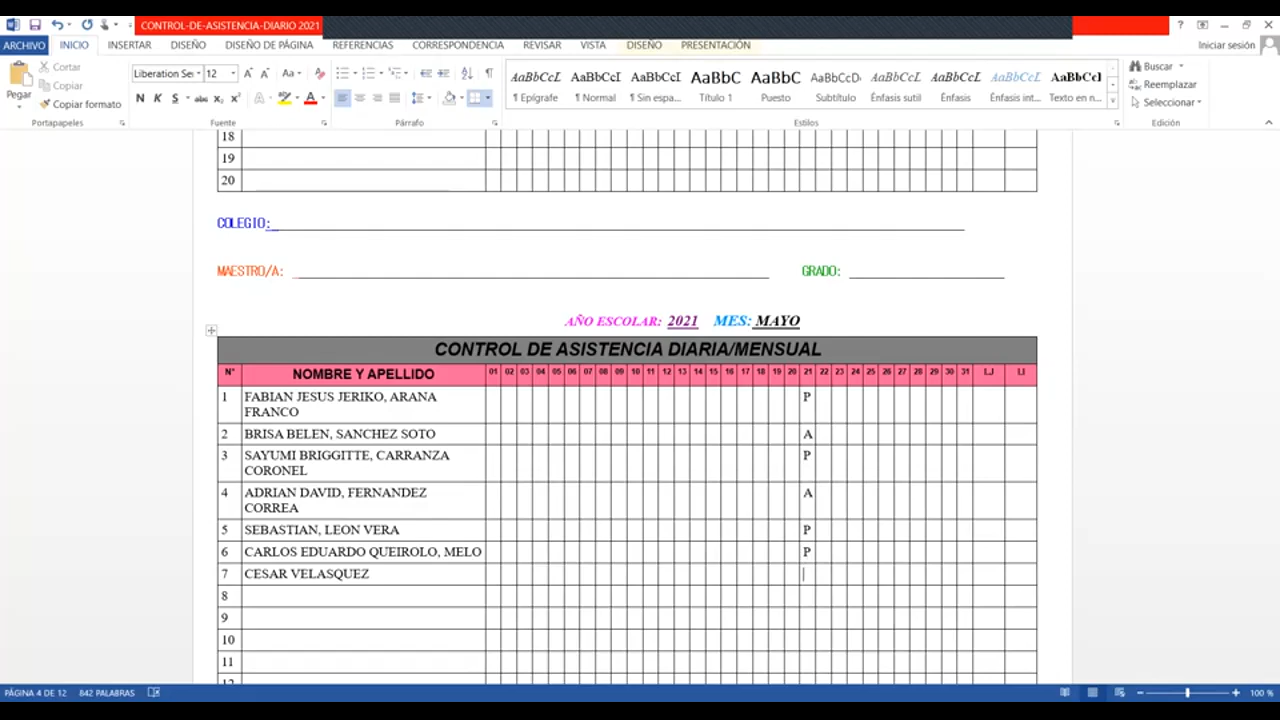 CONTROL-DE-ASISTENCIA-DIARIO 2021
ARCHIVO INICIO INSERTAR DISEÑO DISEÑO DE PÁGINA REFERENCIAS CORRESPONDENCIA REVISAR VISTA DISEÑO PRESENTACIÓN Iniciar sesión
Pegar
Cortar
Copiar
Copiar formato
Portapapeles
Liberation Se 12
N K S abc x₂ x²
Fuente
Párrafo
AaBbCcL AaBbCcI AaBbCcI AaBbC AaBbC AaBbCcD AaBbCcL AaBbCcL AaBbCcL AaBbCcI
¶ Epígrafe ¶ Normal ¶ Sin espa... Título 1 Puesto Subtítulo Énfasis sutil Énfasis Énfasis int... Texto en n...
Estilos
Buscar
Reemplazar
Seleccionar
Edición
18
19
20
COLEGIO:
MAESTRO/A: GRADO:
AÑO ESCOLAR: 2021 MES: MAYO
CONTROL DE ASISTENCIA DIARIA/MENSUAL
N° NOMBRE Y APELLIDO 01 02 03 04 05 06 07 08 09 10 11 12 13 14 15 16 17 18 19 20 21 22 23 24 25 26 27 28 29 30 31 I.J I.I
1 FABIAN JESUS JERIKO, ARANA P
FRANCO
2 BRISA BELEN, SANCHEZ SOTO A
3 SAYUMI BRIGGITTE, CARRANZA P
CORONEL
4 ADRIAN DAVID, FERNANDEZ A
CORREA
5 SEBASTIAN, LEON VERA P
6 CARLOS EDUARDO QUEIROLO, MELO P
7 CESAR VELASQUEZ
8
9
10
11
12
PÁGINA 4 DE 12 842 PALABRAS 100 %